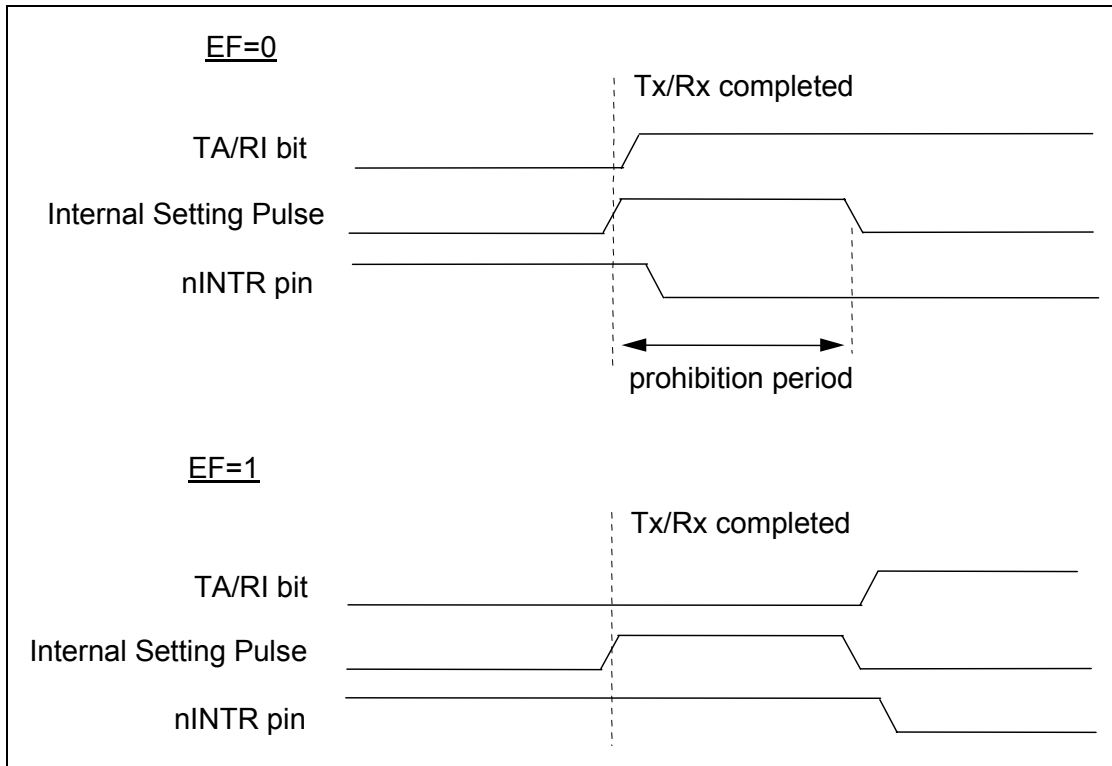 EF=0
Tx/Rx completed
TA/RI bit
Internal Setting Pulse
nINTR pin
prohibition period
EF=1
Tx/Rx completed
TA/RI bit
Internal Setting Pulse
nINTR pin